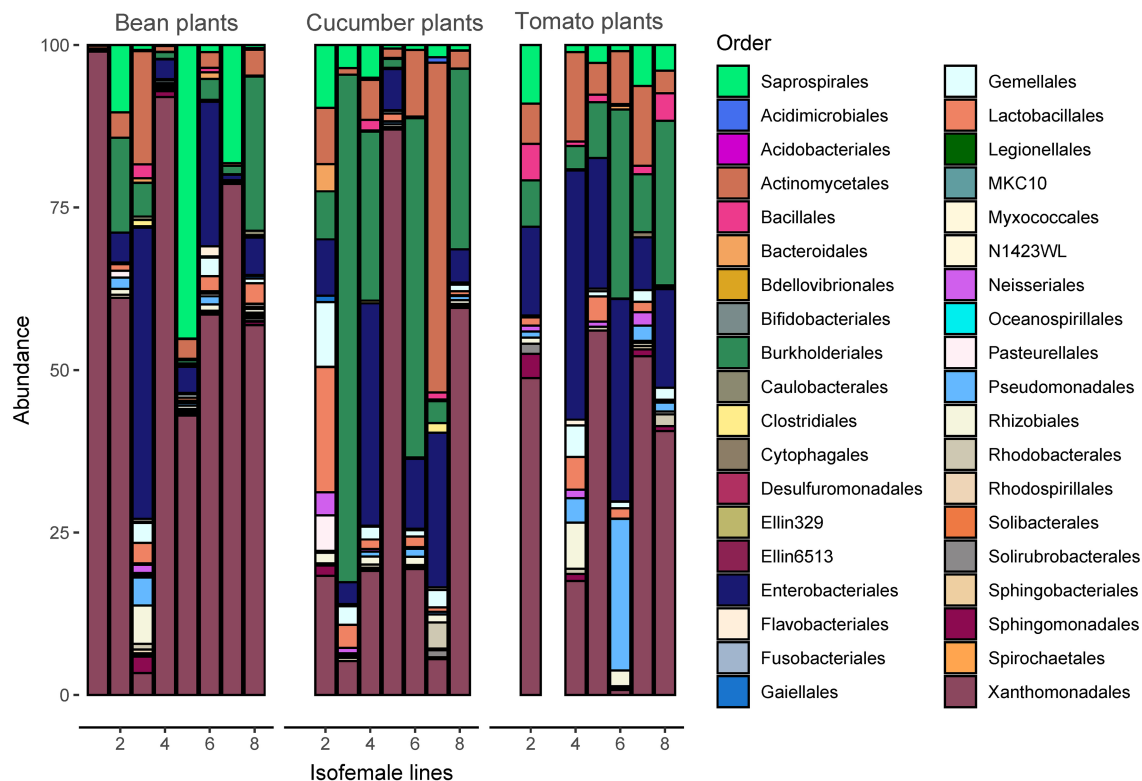 Bean plants
Cucumber plants
Tomato plants
Abundance
100
75
50
25
0
2 4 6 8
2 4 6 8
2 4 6 8
Isofemale lines
Order
Saprospirales
Acidimicrobiales
Acidobacteriales
Actinomycetales
Bacillales
Bacteroidales
Bdellovibrionales
Bifidobacteriales
Burkholderiales
Caulobacterales
Clostridiales
Cytophagales
Desulfuromonadales
Ellin329
Ellin6513
Enterobacteriales
Flavobacteriales
Fusobacteriales
Gaiellales
Gemellales
Lactobacillales
Legionellales
MKC10
Myxococcales
N1423WL
Neisseriales
Oceanospirillales
Pasteurellales
Pseudomonadales
Rhizobiales
Rhodobacterales
Rhodospirillales
Solibacterales
Solirubrobacterales
Sphingobacteriales
Sphingomonadales
Spirochaetales
Xanthomonadales